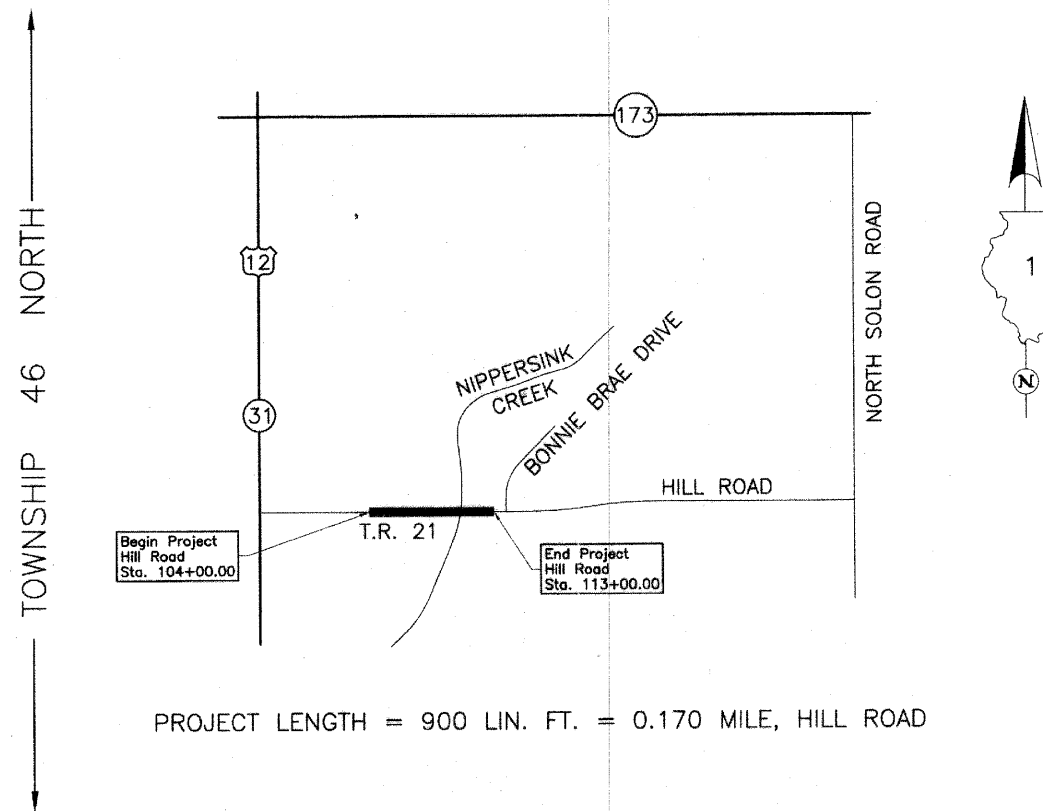 TOWNSHIP 46 NORTH
173
12
31
NORTH SOLON ROAD
1
N
NIPPERSINK
CREEK
BONNIE BRAE DRIVE
HILL ROAD
T.R. 21
Begin Project
Hill Road
Sta. 104+00.00
End Project
Hill Road
Sta. 113+00.00
PROJECT LENGTH = 900 LIN. FT. = 0.170 MILE, HILL ROAD